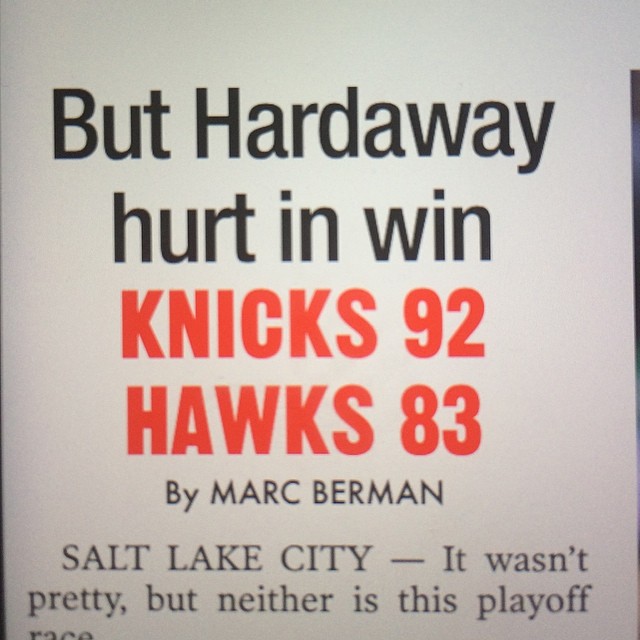 But Hardaway
hurt in win
KNICKS 92
HAWKS 83
By MARC BERMAN
SALT LAKE CITY — It wasn't
pretty, but neither is this playoff
race